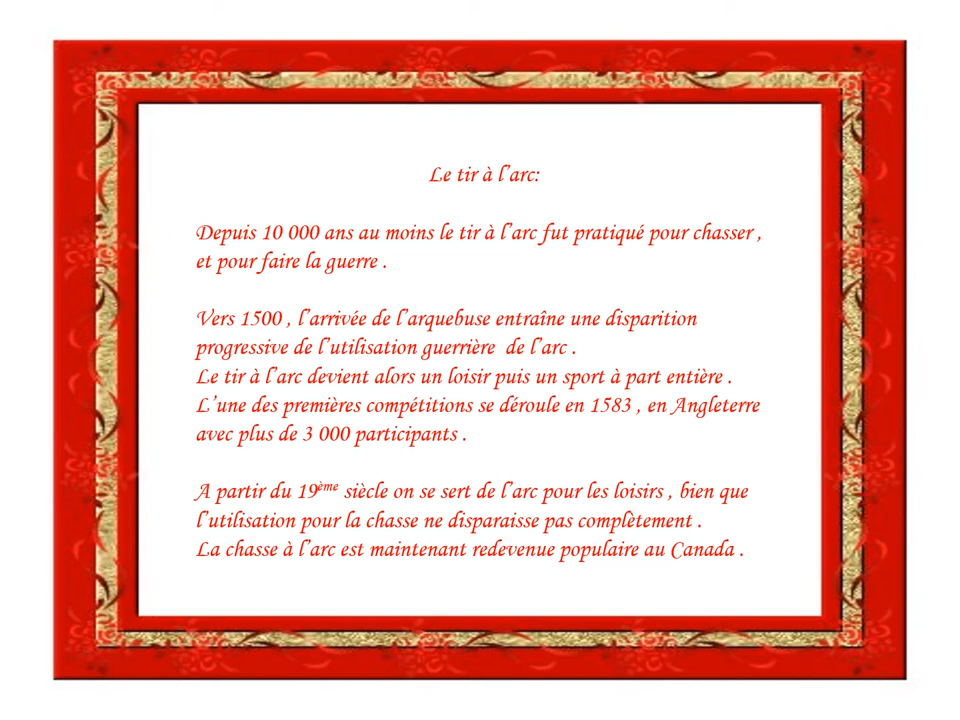 Le tir à l’arc:
Depuis 10 000 ans au moins le tir à l’arc fut pratiqué pour chasser ,
et pour faire la guerre .
Vers 1500 , l’arrivée de l’arquebuse entraîne une disparition
progressive de l’utilisation guerrière  de l’arc .
Le tir à l’arc devient alors un loisir puis un sport à part entière .
L’une des premières compétitions se déroule en 1583 , en Angleterre
avec plus de 3 000 participants .
A partir du 19ème siècle on se sert de l’arc pour les loisirs , bien que
l’utilisation pour la chasse ne disparaisse pas complètement .
La chasse à l’arc est maintenant redevenue populaire au Canada .